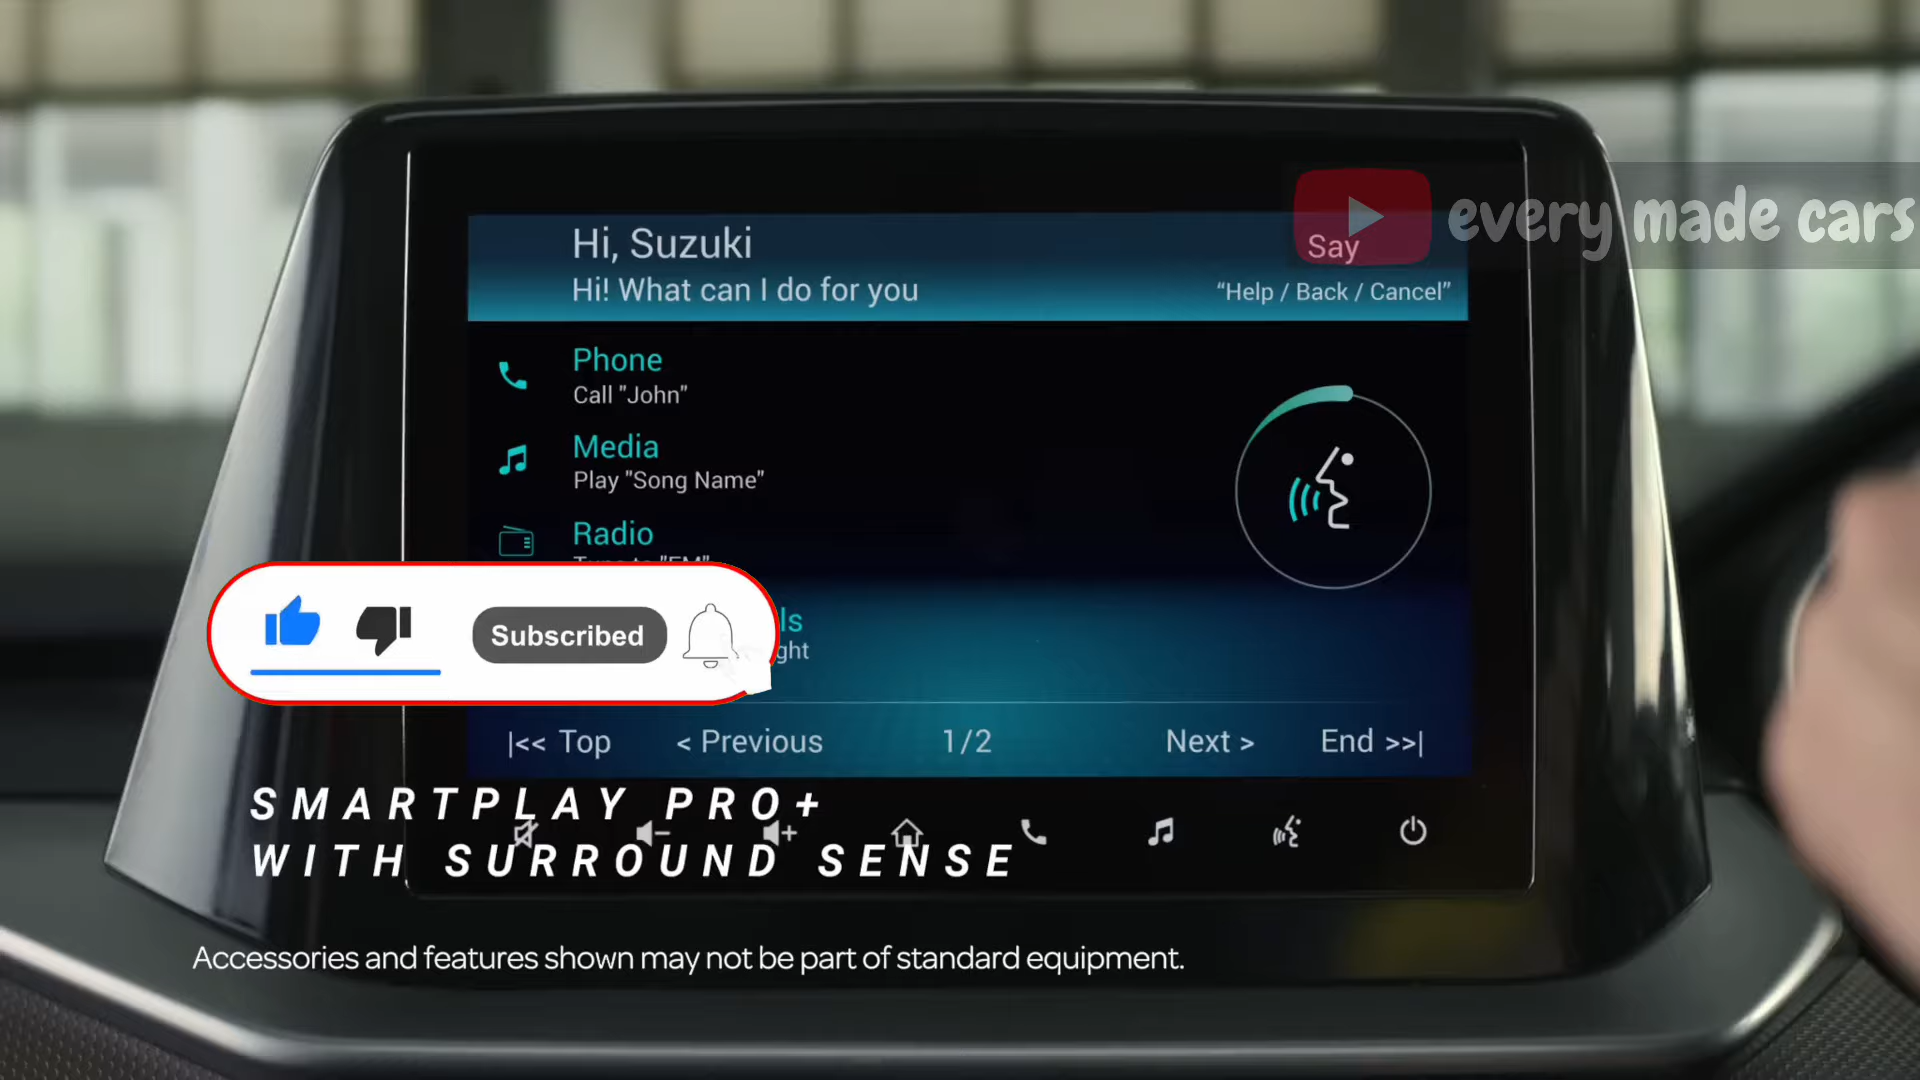 Hi, Suzuki
Hi! What can I do for you
Say
"Help / Back / Cancel"
every made cars
Phone
Call "John"
Media
Play "Song Name"
Radio
Subscribed
|<< Top
< Previous
1/2
Next >
End >>|
SMARTPLAY PRO+
WITH SURROUND SENSE
Accessories and features shown may not be part of standard equipment.